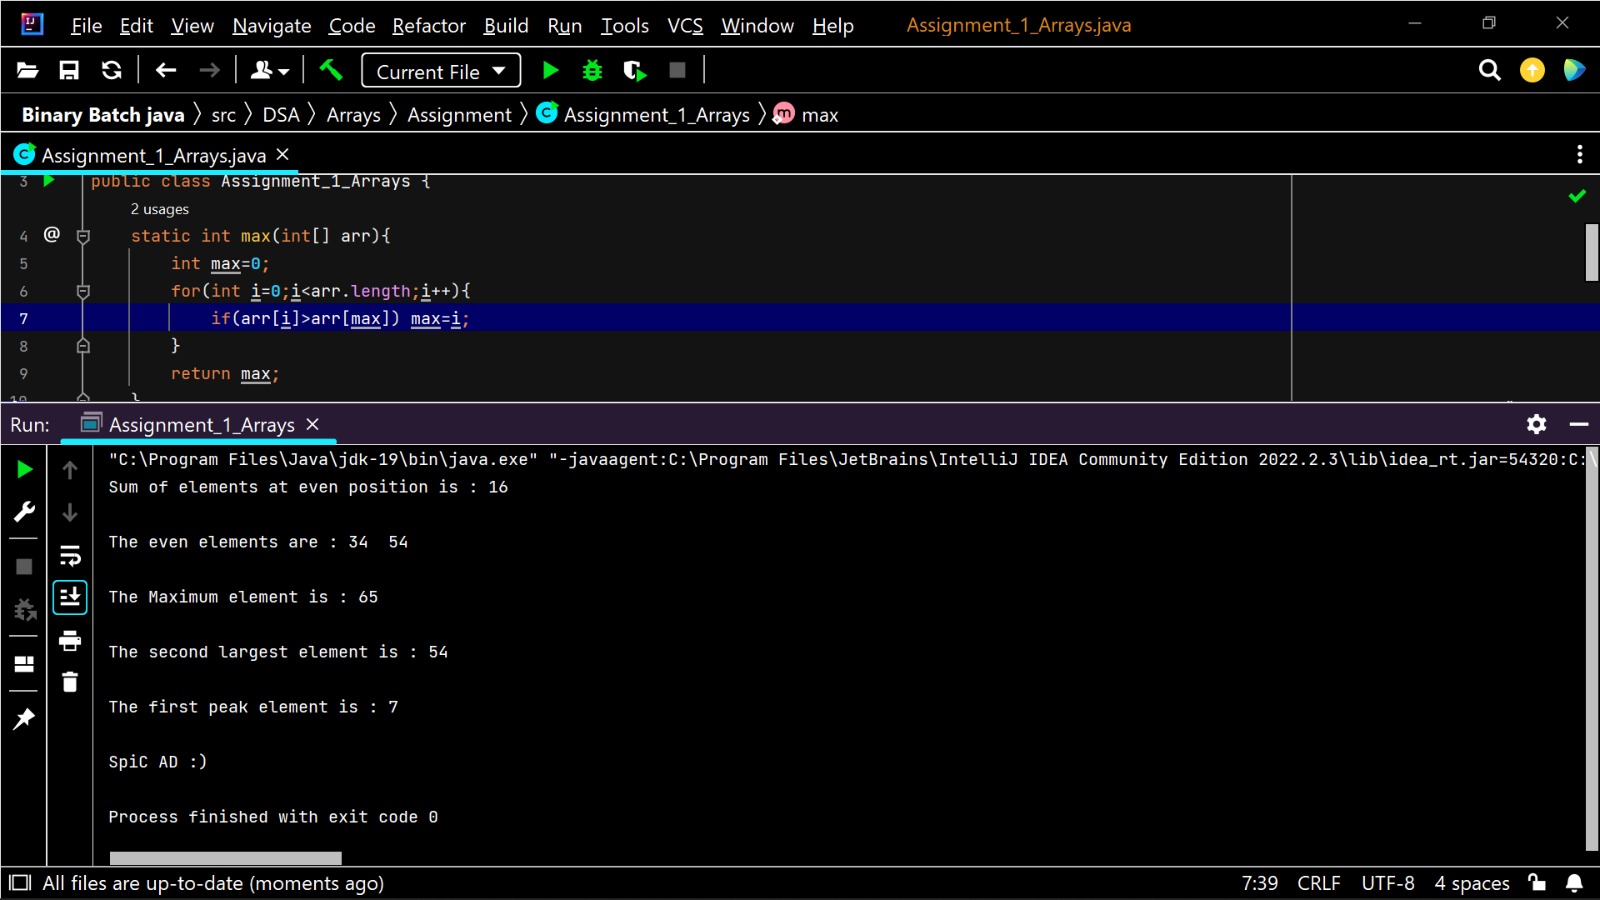 File Edit View Navigate Code Refactor Build Run Tools VCS Window Help Assignment_1_Arrays.java
Current File
Binary Batch java 〉 src 〉 DSA 〉 Arrays 〉 Assignment 〉 C Assignment_1_Arrays 〉 m max
C Assignment_1_Arrays.java ×
3 public class Assignment_1_Arrays {
2 usages
4 @ static int max(int[] arr){
5 int max=0;
6 for(int i=0;i<arr.length;i++){
7 if(arr[i]>arr[max]) max=i;
8 }
9 return max;
10 }
Run: Assignment_1_Arrays ×
"C:\Program Files\Java\jdk-19\bin\java.exe" "-javaagent:C:\Program Files\JetBrains\IntelliJ IDEA Community Edition 2022.2.3\lib\idea_rt.jar=54320:C:\
Sum of elements at even position is : 16
The even elements are : 34  54
The Maximum element is : 65
The second largest element is : 54
The first peak element is : 7
SpiC AD :)
Process finished with exit code 0
All files are up-to-date (moments ago) 7:39 CRLF UTF-8 4 spaces